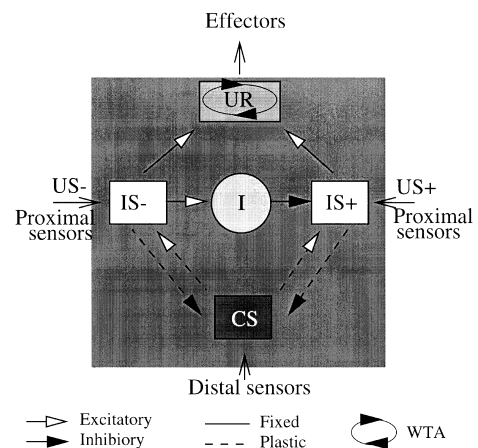 Effectors
UR
US-
IS-
I
IS+
US+
Proximal
sensors
Proximal
sensors
CS
Distal sensors
Excitatory
Fixed
WTA
Inhibiory
Plastic